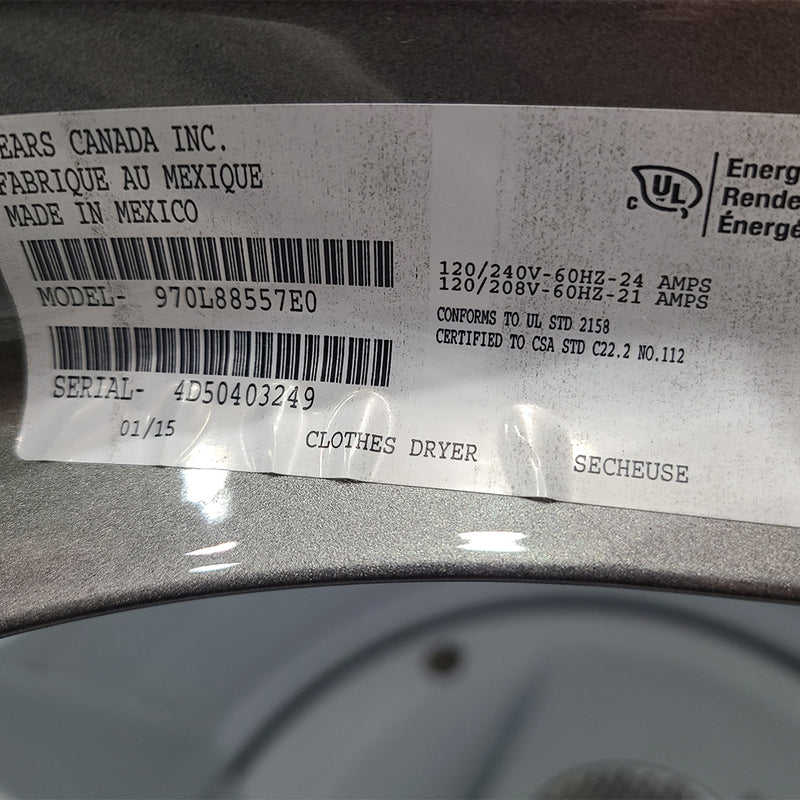 EARS CANADA INC.
FABRIQUE AU MEXIQUE
MADE IN MEXICO
MODEL- 970L88557E0
SERIAL- 4D50403249
01/15
CLOTHES DRYER
SECHEUSE
C UL
Energ
Rende
Énergé
120/240V-60HZ-24 AMPS
120/208V-60HZ-21 AMPS
CONFORMS TO UL STD 2158
CERTIFIED TO CSA STD C22.2 NO.112